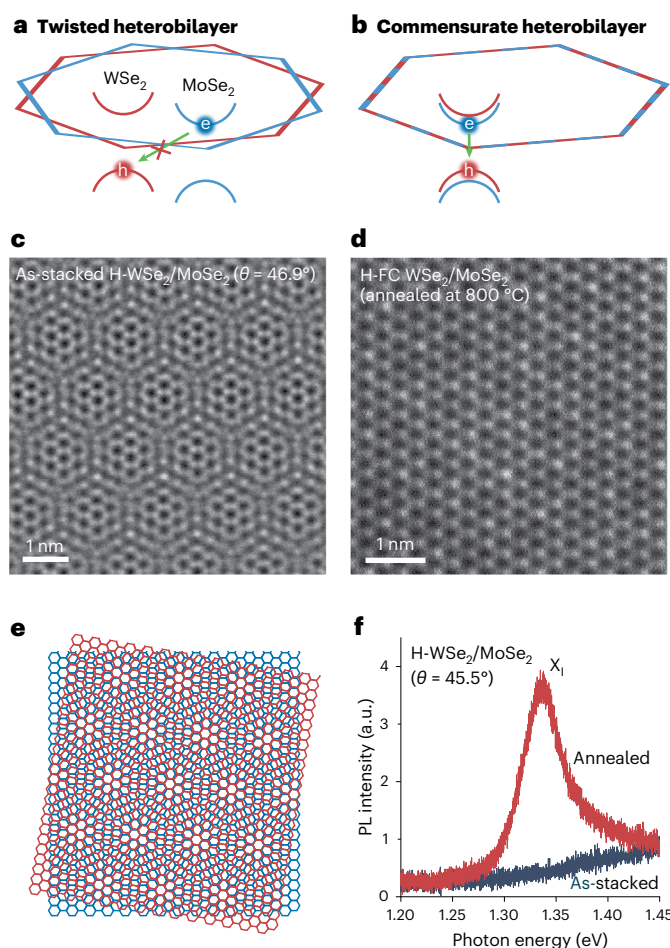 a Twisted heterobilayer
WSe₂
MoSe₂
e
h
b Commensurate heterobilayer
e
h
c
As-stacked H-WSe₂/MoSe₂ (θ = 46.9°)
1 nm
d
H-FC WSe₂/MoSe₂
(annealed at 800 °C)
1 nm
e
f
H-WSe₂/MoSe₂
(θ = 45.5°)
X_I
Annealed
As-stacked
PL intensity (a.u.)
4
3
2
1
0
1.20 1.25 1.30 1.35 1.40 1.45
Photon energy (eV)